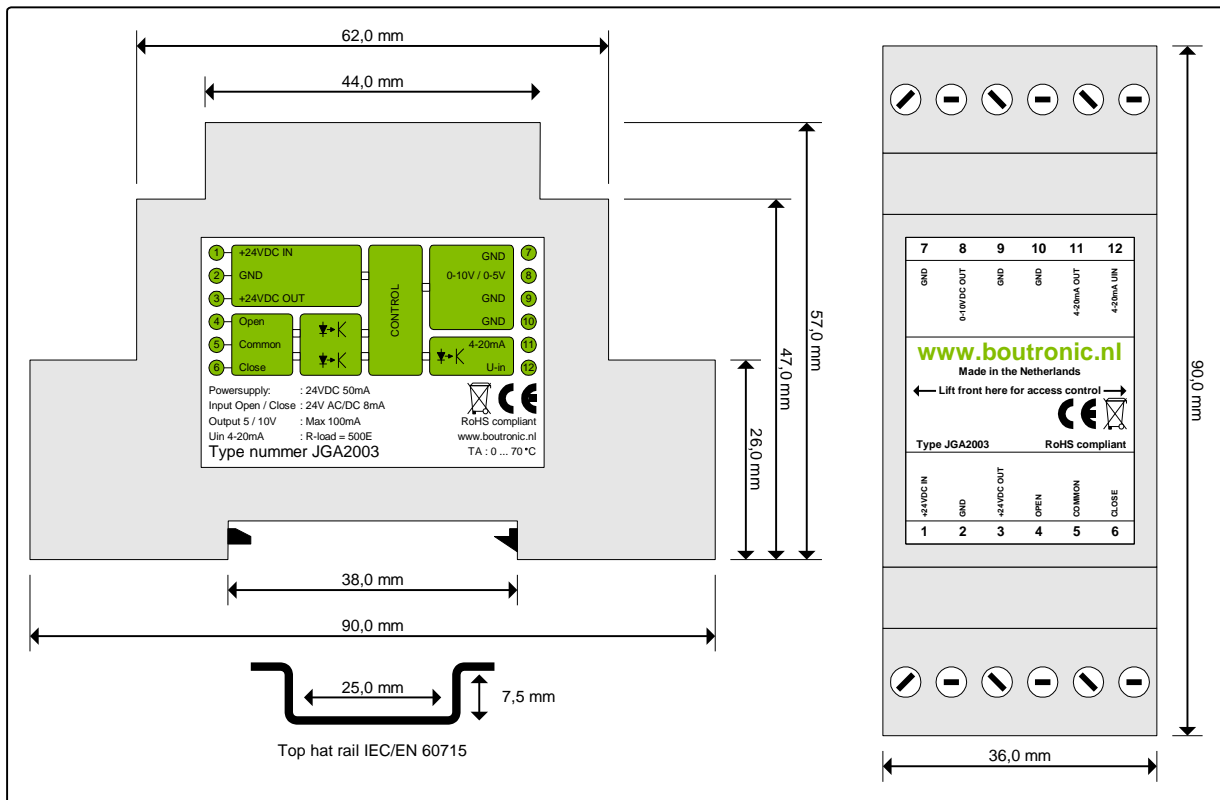 62,0 mm
44,0 mm
57,0 mm
47,0 mm
26,0 mm
1 +24VDC IN
2 GND
3 +24VDC OUT
4 Open
5 Common
6 Close
CONTROL
GND 7
0-10V / 0-5V 8
GND 9
GND 10
4-20mA 11
U-in 12
Powersupply: : 24VDC 50mA
Input Open / Close : 24V AC/DC 8mA
Output 5 / 10V : Max 100mA
Uin 4-20mA : R-load = 500E
Type nummer JGA2003
CE
RoHS compliant
www.boutronic.nl
TA : 0 ... 70 °C
38,0 mm
90,0 mm
25,0 mm
7,5 mm
Top hat rail IEC/EN 60715
7 8 9 10 11 12
GND
0-10VDC OUT
GND
GND
4-20mA OUT
4-20mA UIN
www.boutronic.nl
Made in the Netherlands
Lift front here for access control
CE
Type JGA2003 RoHS compliant
+24VDC IN
GND
+24VDC OUT
OPEN
COMMON
CLOSE
1 2 3 4 5 6
90,0 mm
36,0 mm